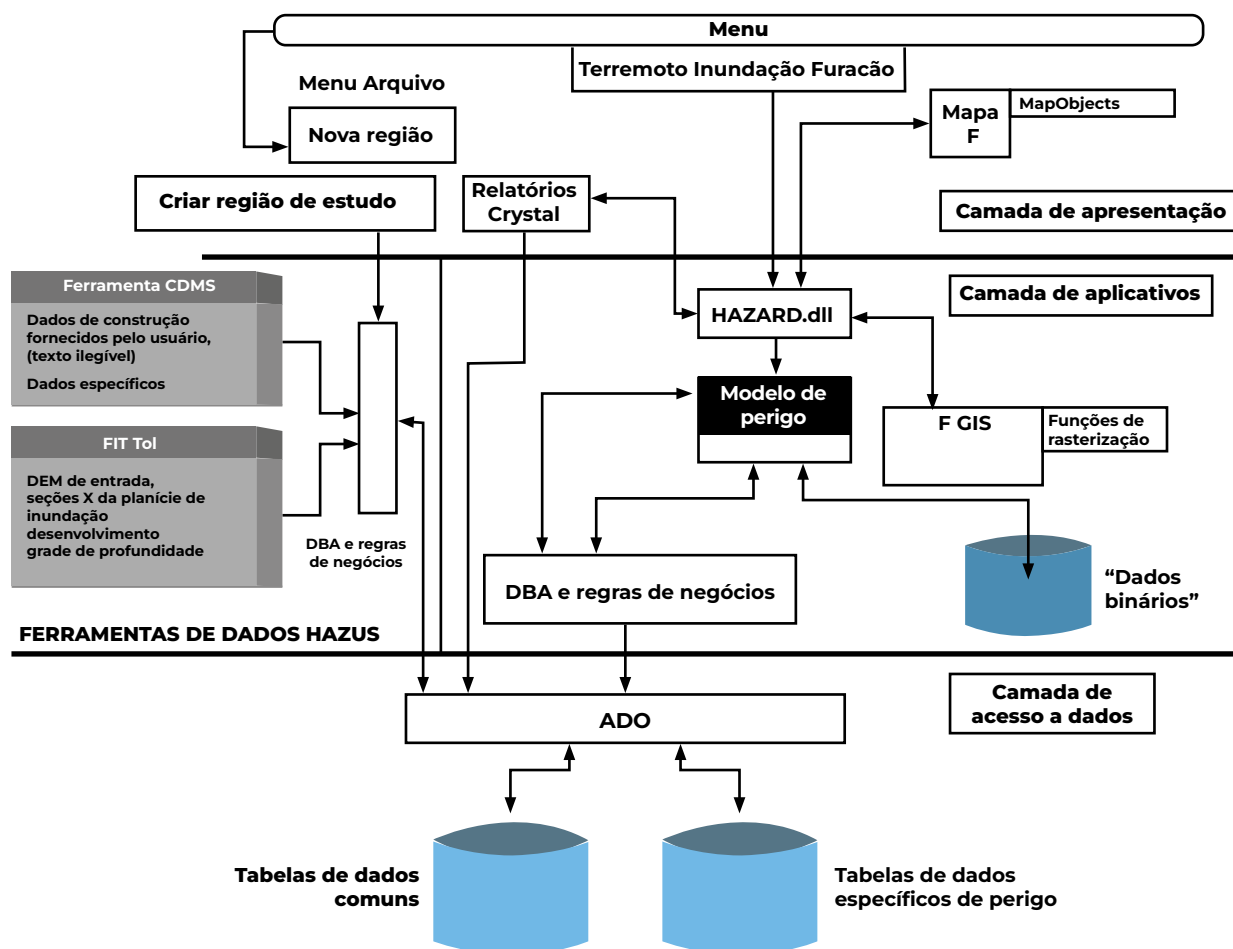 Menu
Terremoto Inundação Furacão
Menu Arquivo
Nova região
Mapa
F
MapObjects
Criar região de estudo
Relatórios
Crystal
Camada de apresentação
Ferramenta CDMS
Dados de construção
fornecidos pelo usuário,
(texto ilegível)
Dados específicos
HAZARD.dll
Camada de aplicativos
Modelo de
perigo
F GIS
Funções de
rasterização
FIT Tol
DEM de entrada,
seções X da planície de
inundação
desenvolvimento
grade de profundidade
DBA e regras
de negócios
DBA e regras de negócios
“Dados
binários”
FERRAMENTAS DE DADOS HAZUS
Camada de
acesso a dados
ADO
Tabelas de dados
comuns
Tabelas de dados
específicos de perigo